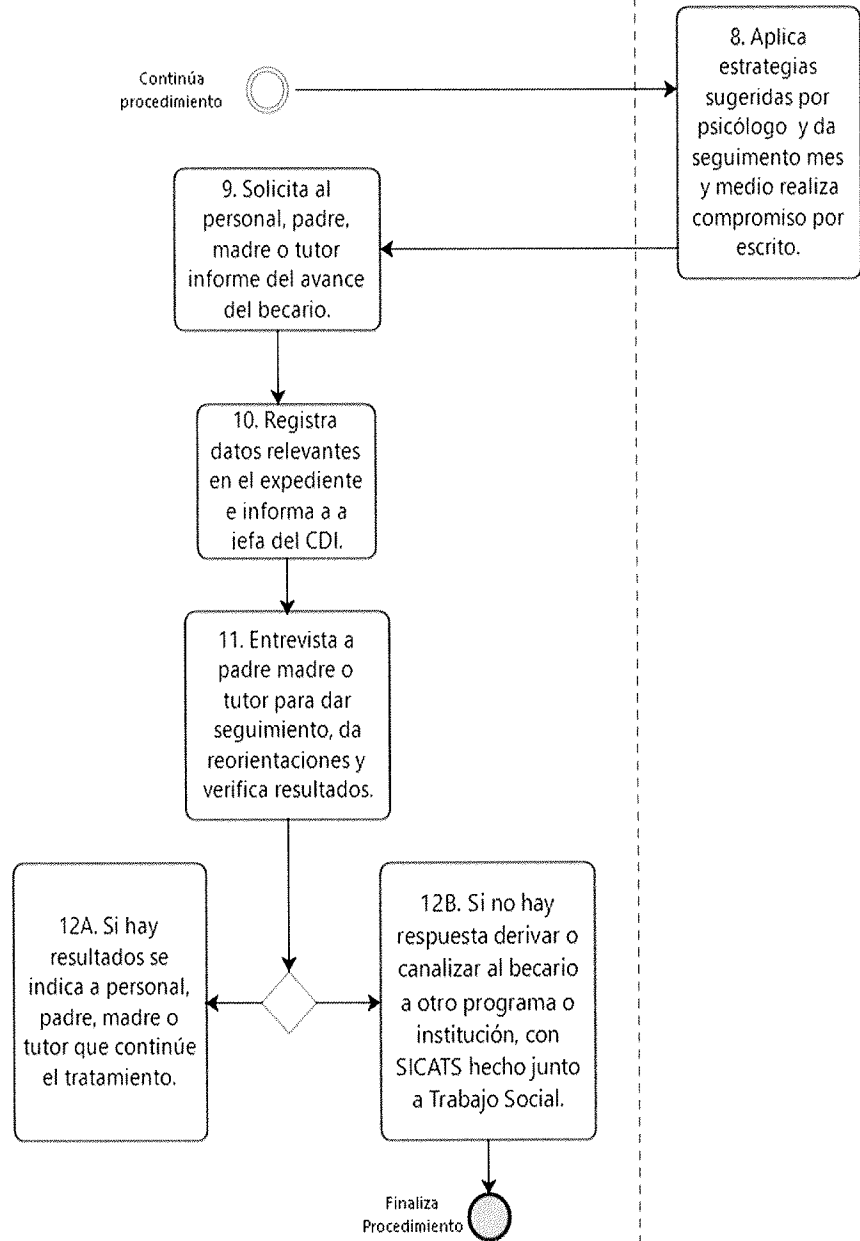 Continúa
procedimiento
8. Aplica
estrategias
sugeridas por
psicólogo y da
seguimento mes
y medio realiza
compromiso por
escrito.
9. Solicita al
personal, padre,
madre o tutor
informe del avance
del becario.
10. Registra
datos relevantes
en el expediente
e informa a a
jefa del CDI.
11. Entrevista a
padre madre o
tutor para dar
seguimiento, da
reorientaciones y
verifica resultados.
12A. Si hay
resultados se
indica a personal,
padre, madre o
tutor que continúe
el tratamiento.
12B. Si no hay
respuesta derivar o
canalizar al becario
a otro programa o
institución, con
SICATS hecho junto
a Trabajo Social.
Finaliza
Procedimiento